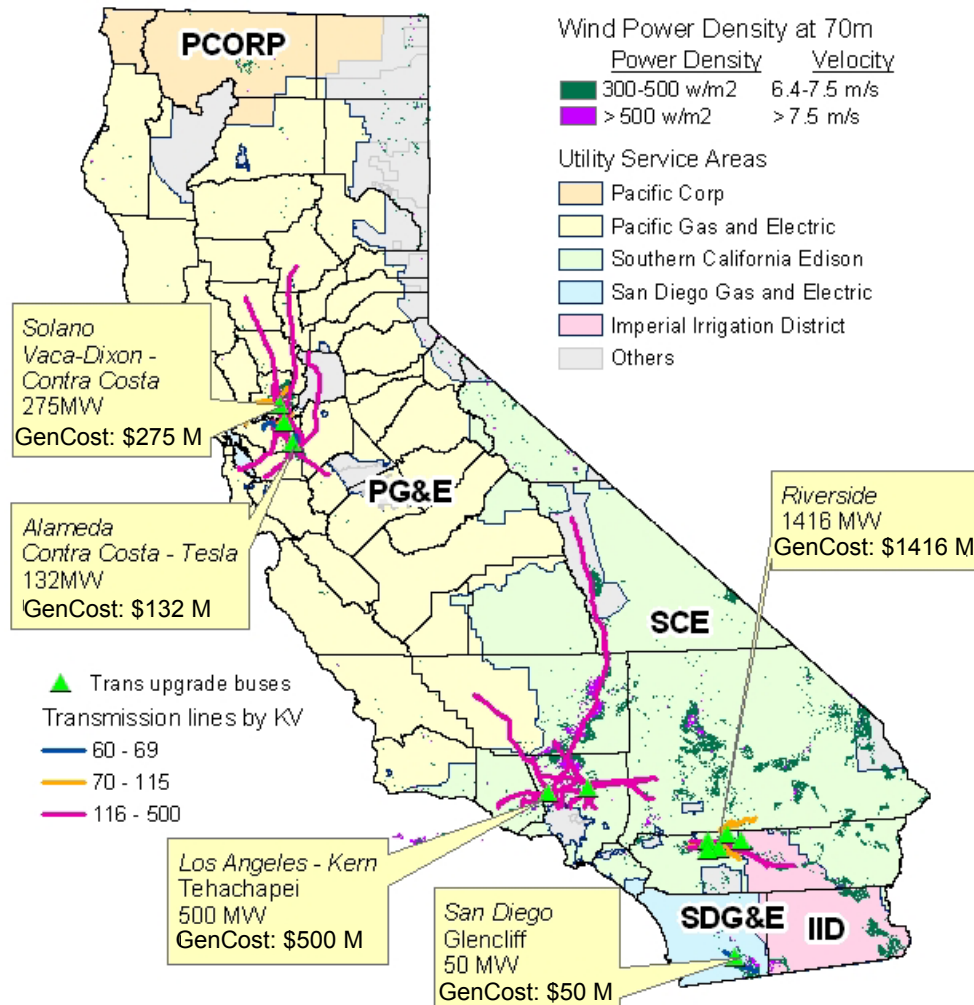 PCORP
Wind Power Density at 70m
Power Density Velocity
300-500 w/m2 6.4-7.5 m/s
> 500 w/m2 > 7.5 m/s
Utility Service Areas
Pacific Corp
Pacific Gas and Electric
Southern California Edison
San Diego Gas and Electric
Imperial Irrigation District
Others
Solano
Vaca-Dixon -
Contra Costa
275MW
GenCost: $275 M
PG&E
Riverside
1416 MW
GenCost: $1416 M
Alameda
Contra Costa - Tesla
132MW
GenCost: $132 M
SCE
Trans upgrade buses
Transmission lines by KV
60 - 69
70 - 115
116 - 500
Los Angeles - Kern
Tehachapei
500 MW
GenCost: $500 M
San Diego
Glencliff
50 MW
GenCost: $50 M
SDG&E
IID